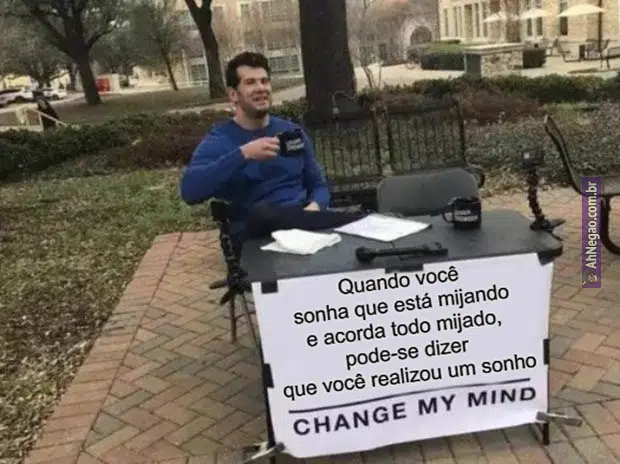 Quando você
sonha que está mijando
e acorda todo mijado,
pode-se dizer
que você realizou um sonho
CHANGE MY MIND
AhNegao.com.br